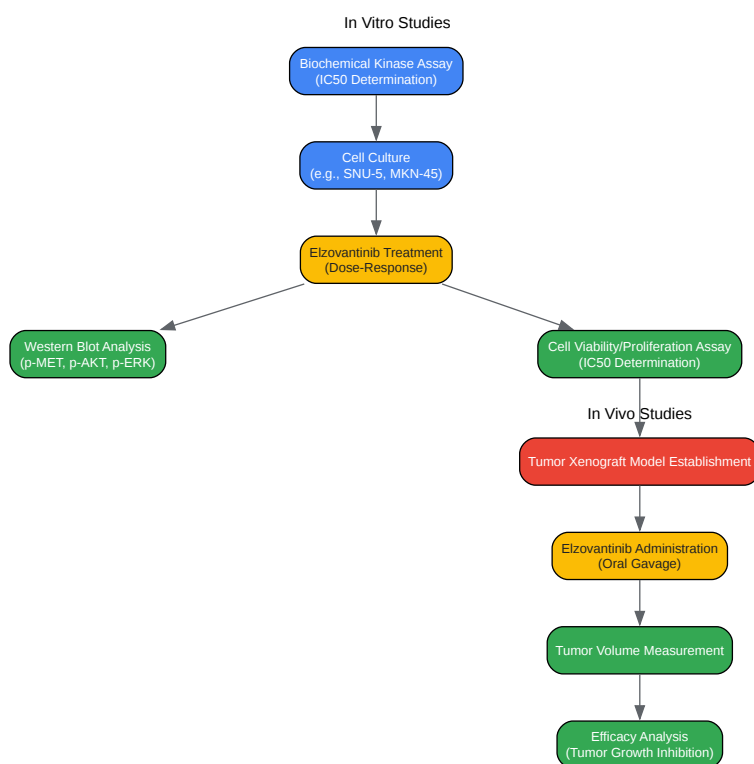 In Vitro Studies
Biochemical Kinase Assay
(IC50 Determination)
Cell Culture
(e.g., SNU-5, MKN-45)
Elzovantinib Treatment
(Dose-Response)
Western Blot Analysis
(p-MET, p-AKT, p-ERK)
Cell Viability/Proliferation Assay
(IC50 Determination)
In Vivo Studies
Tumor Xenograft Model Establishment
Elzovantinib Administration
(Oral Gavage)
Tumor Volume Measurement
Efficacy Analysis
(Tumor Growth Inhibition)